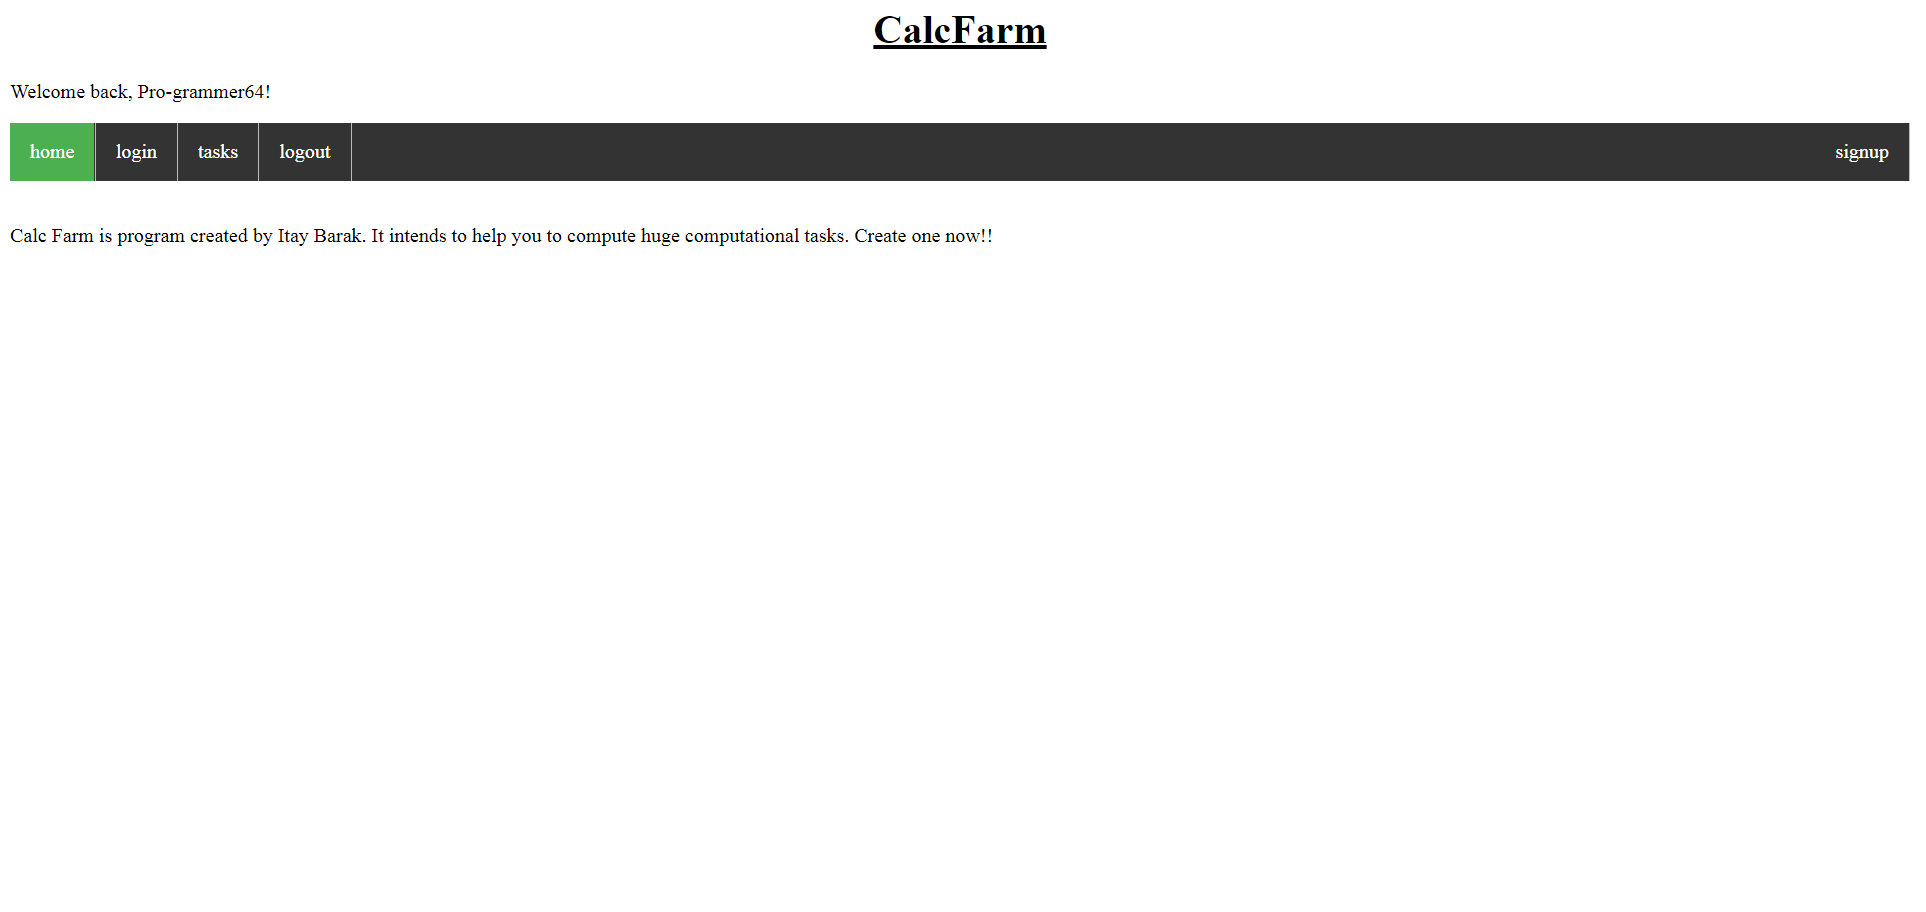 CalcFarm
Welcome back, Pro-grammer64!
home login tasks logout signup
Calc Farm is program created by Itay Barak. It intends to help you to compute huge computational tasks. Create one now!!